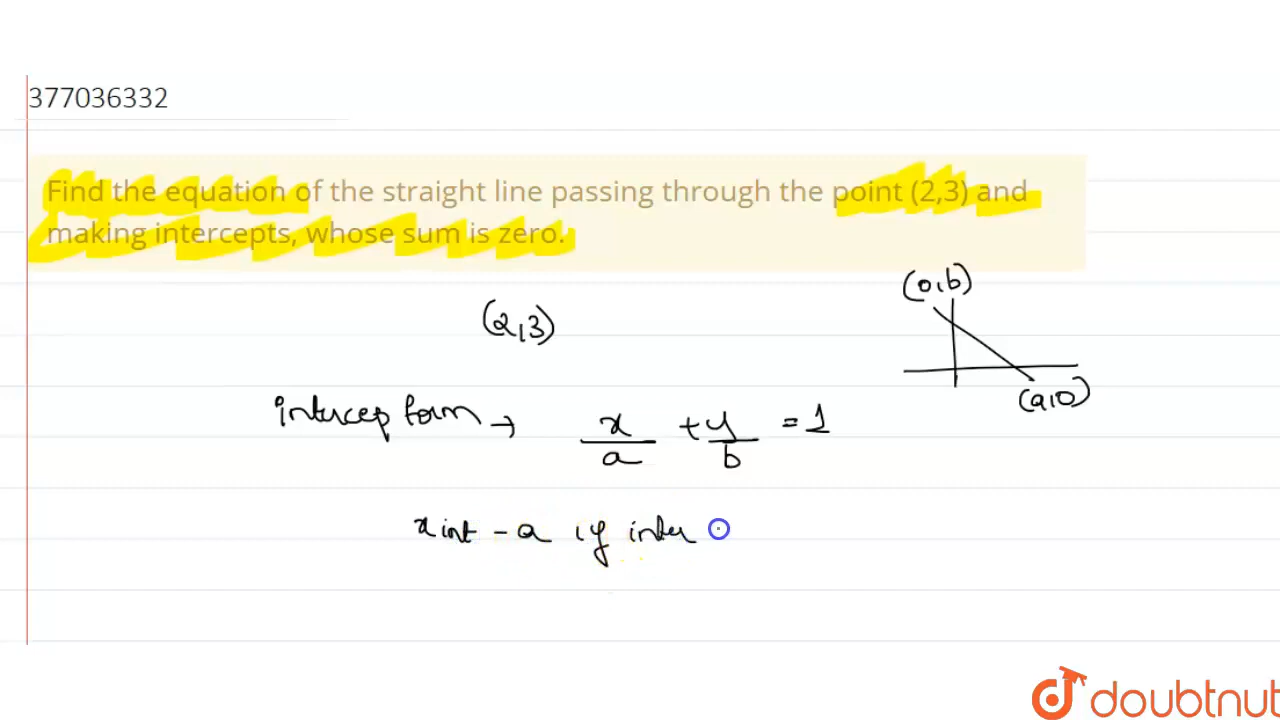 377036332
Find the equation of the straight line passing through the point (2,3) and
making intercepts, whose sum is zero.
(0,b)
(2,3)
(a,0)
intercep form → x/a + y/b = 1
x int - a , y inter
doubtnut